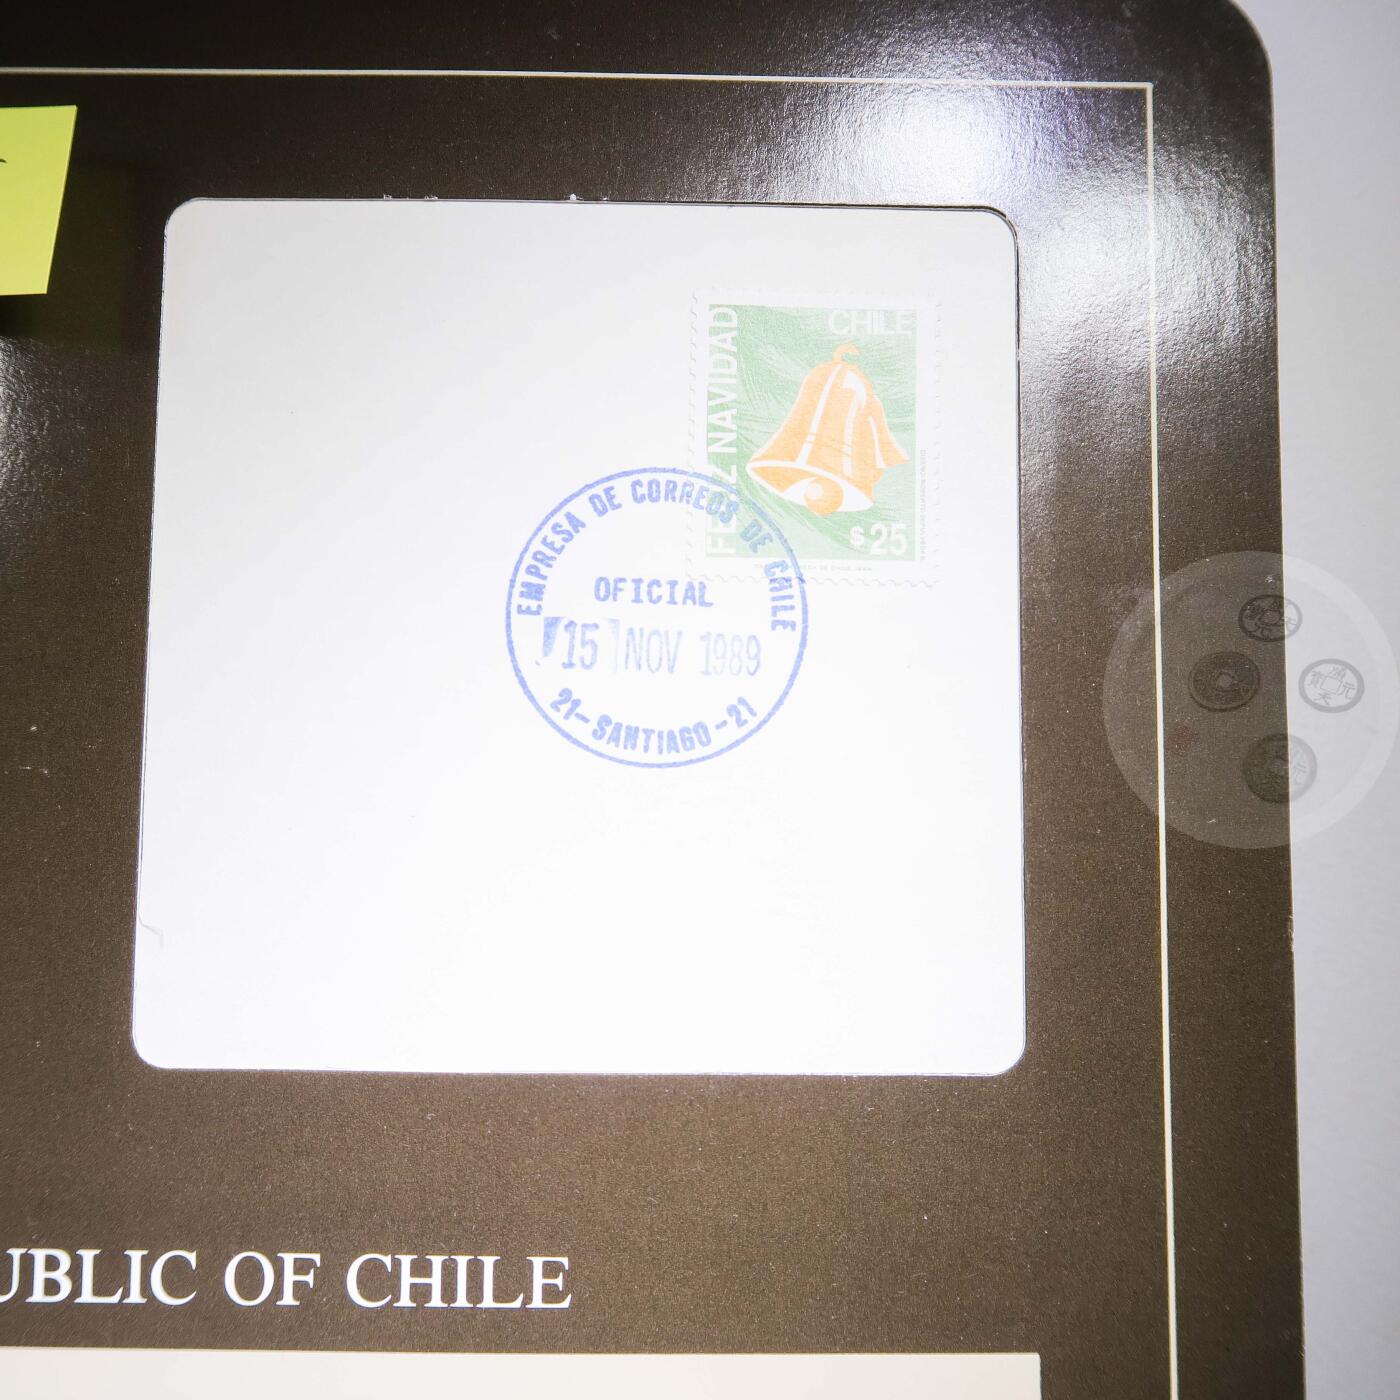 FELIZ NAVIDAD
CHILE
$25
EMPRESA DE CORREOS DE CHILE
OFICIAL
15 NOV 1989
21-SANTIAGO-21
UBLIC OF CHILE